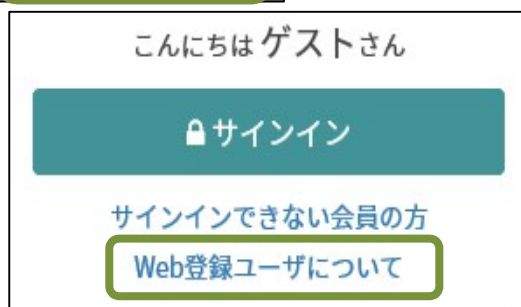 こんにちは ゲストさん
サインイン
サインインできない会員の方
Web登録ユーザについて